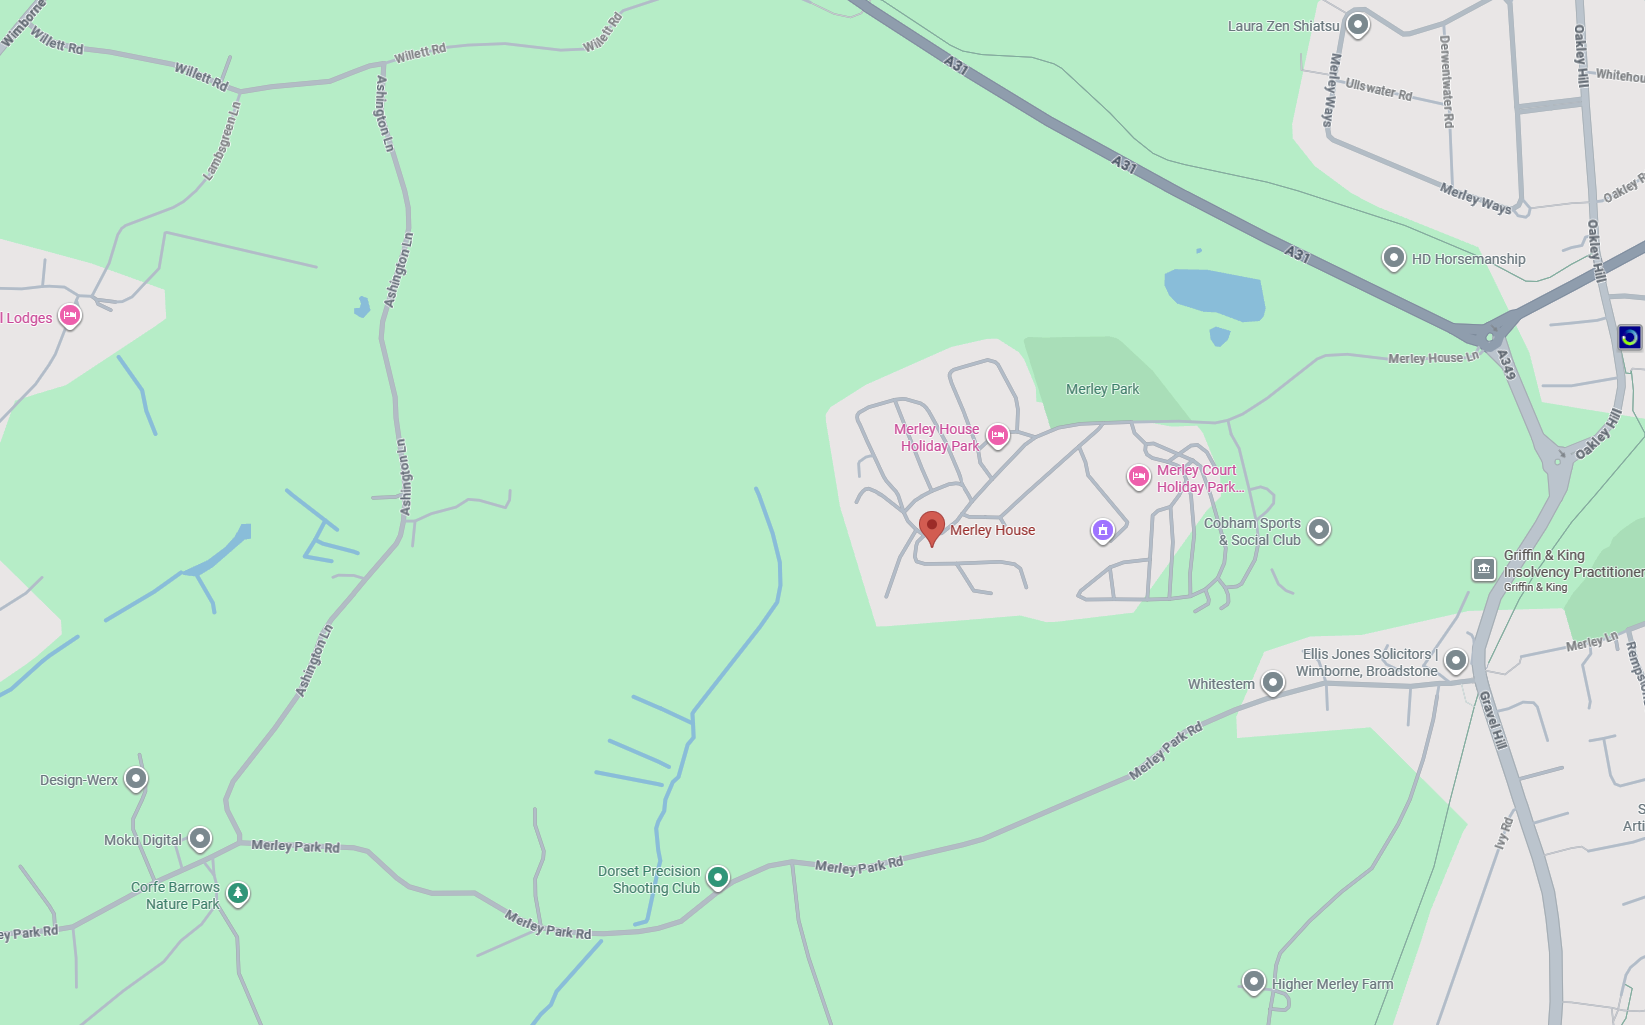 Wimborne
Willett Rd
Willett Rd
Willett Rd
Willett Rd
Lambsgreen Ln
Ashington Ln
Ashington Ln
Ashington Ln
Ashington Ln
A31
A31
A31
Laura Zen Shiatsu
Merley Ways
Ullswater Rd
Derwentwater Rd
Merley Ways
Oakley Hill
Whitehou
Oakley R
Oakley Hill
HD Horsemanship
l Lodges
Merley House Ln
A349
Oakley Hill
Merley Park
Merley House
Holiday Park
Merley Court
Holiday Park...
Merley House
Cobham Sports
& Social Club
Griffin & King
Insolvency Practitioner
Griffin & King
Merley Ln
Rempston
Ellis Jones Solicitors |
Wimborne, Broadstone
Whitestem
Gravel Hill
Merley Park Rd
Design-Werx
Moku Digital
Merley Park Rd
Corfe Barrows
Nature Park
ey Park Rd
Merley Park Rd
Dorset Precision
Shooting Club
Merley Park Rd
Ivy Rd
S
Arti
Higher Merley Farm